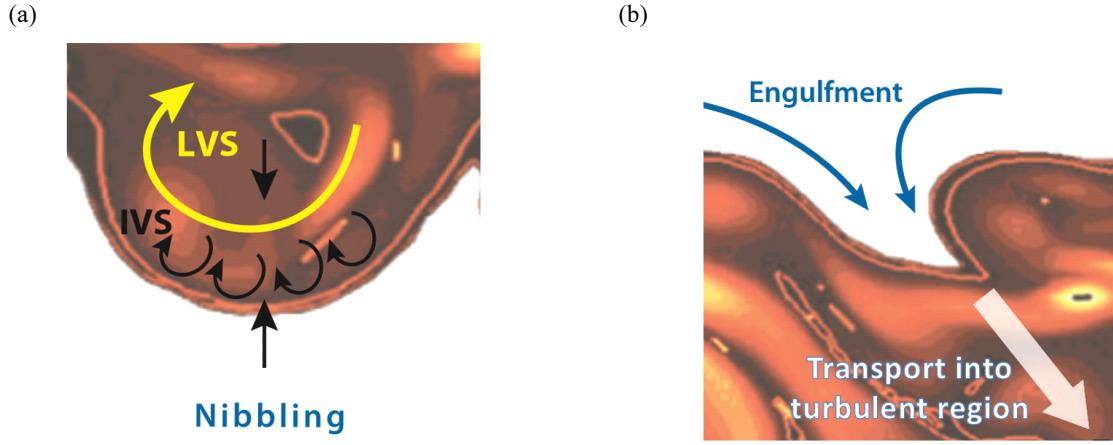 (a)
(b)
LVS
IVS
Nibbling
Engulfment
Transport into
turbulent region